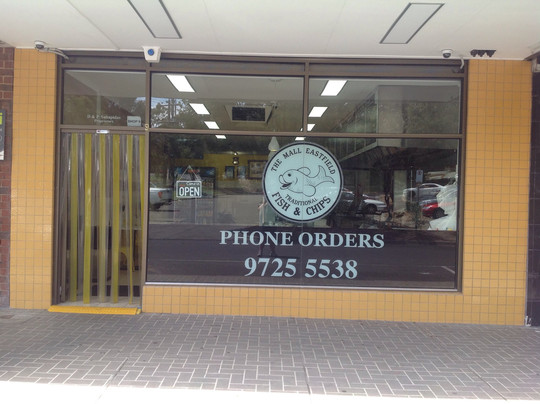 THE MALL EASTFIELD
TRADITIONAL
FISH & CHIPS
OPEN
PHONE ORDERS
9725 5538